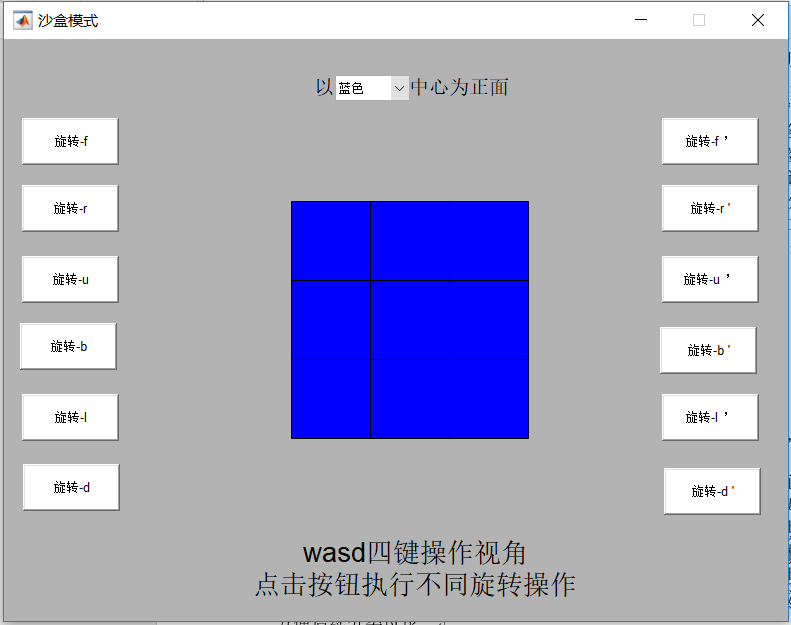 沙盒模式
以 蓝色 中心为正面
旋转-f
旋转-f ’
旋转-r
旋转-r '
旋转-u
旋转-u ’
旋转-b
旋转-b '
旋转-l
旋转-l ’
旋转-d
旋转-d '
wasd四键操作视角
点击按钮执行不同旋转操作